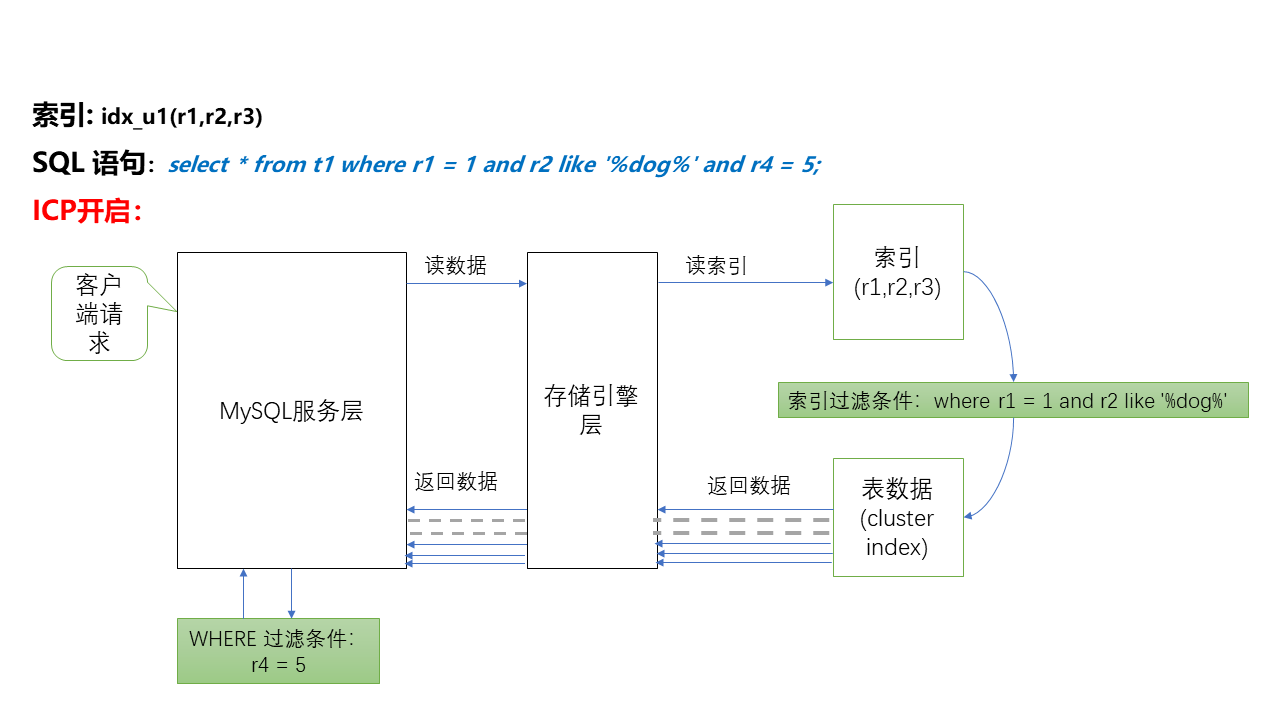 索引: idx_u1(r1,r2,r3)
SQL 语句：select * from t1 where r1 = 1 and r2 like '%dog%' and r4 = 5;
ICP开启：
客户
端请
求
MySQL服务层
读数据
存储引擎
层
读索引
索引
(r1,r2,r3)
索引过滤条件：where r1 = 1 and r2 like '%dog%'
返回数据
返回数据
表数据
(cluster
index)
WHERE 过滤条件：
r4 = 5